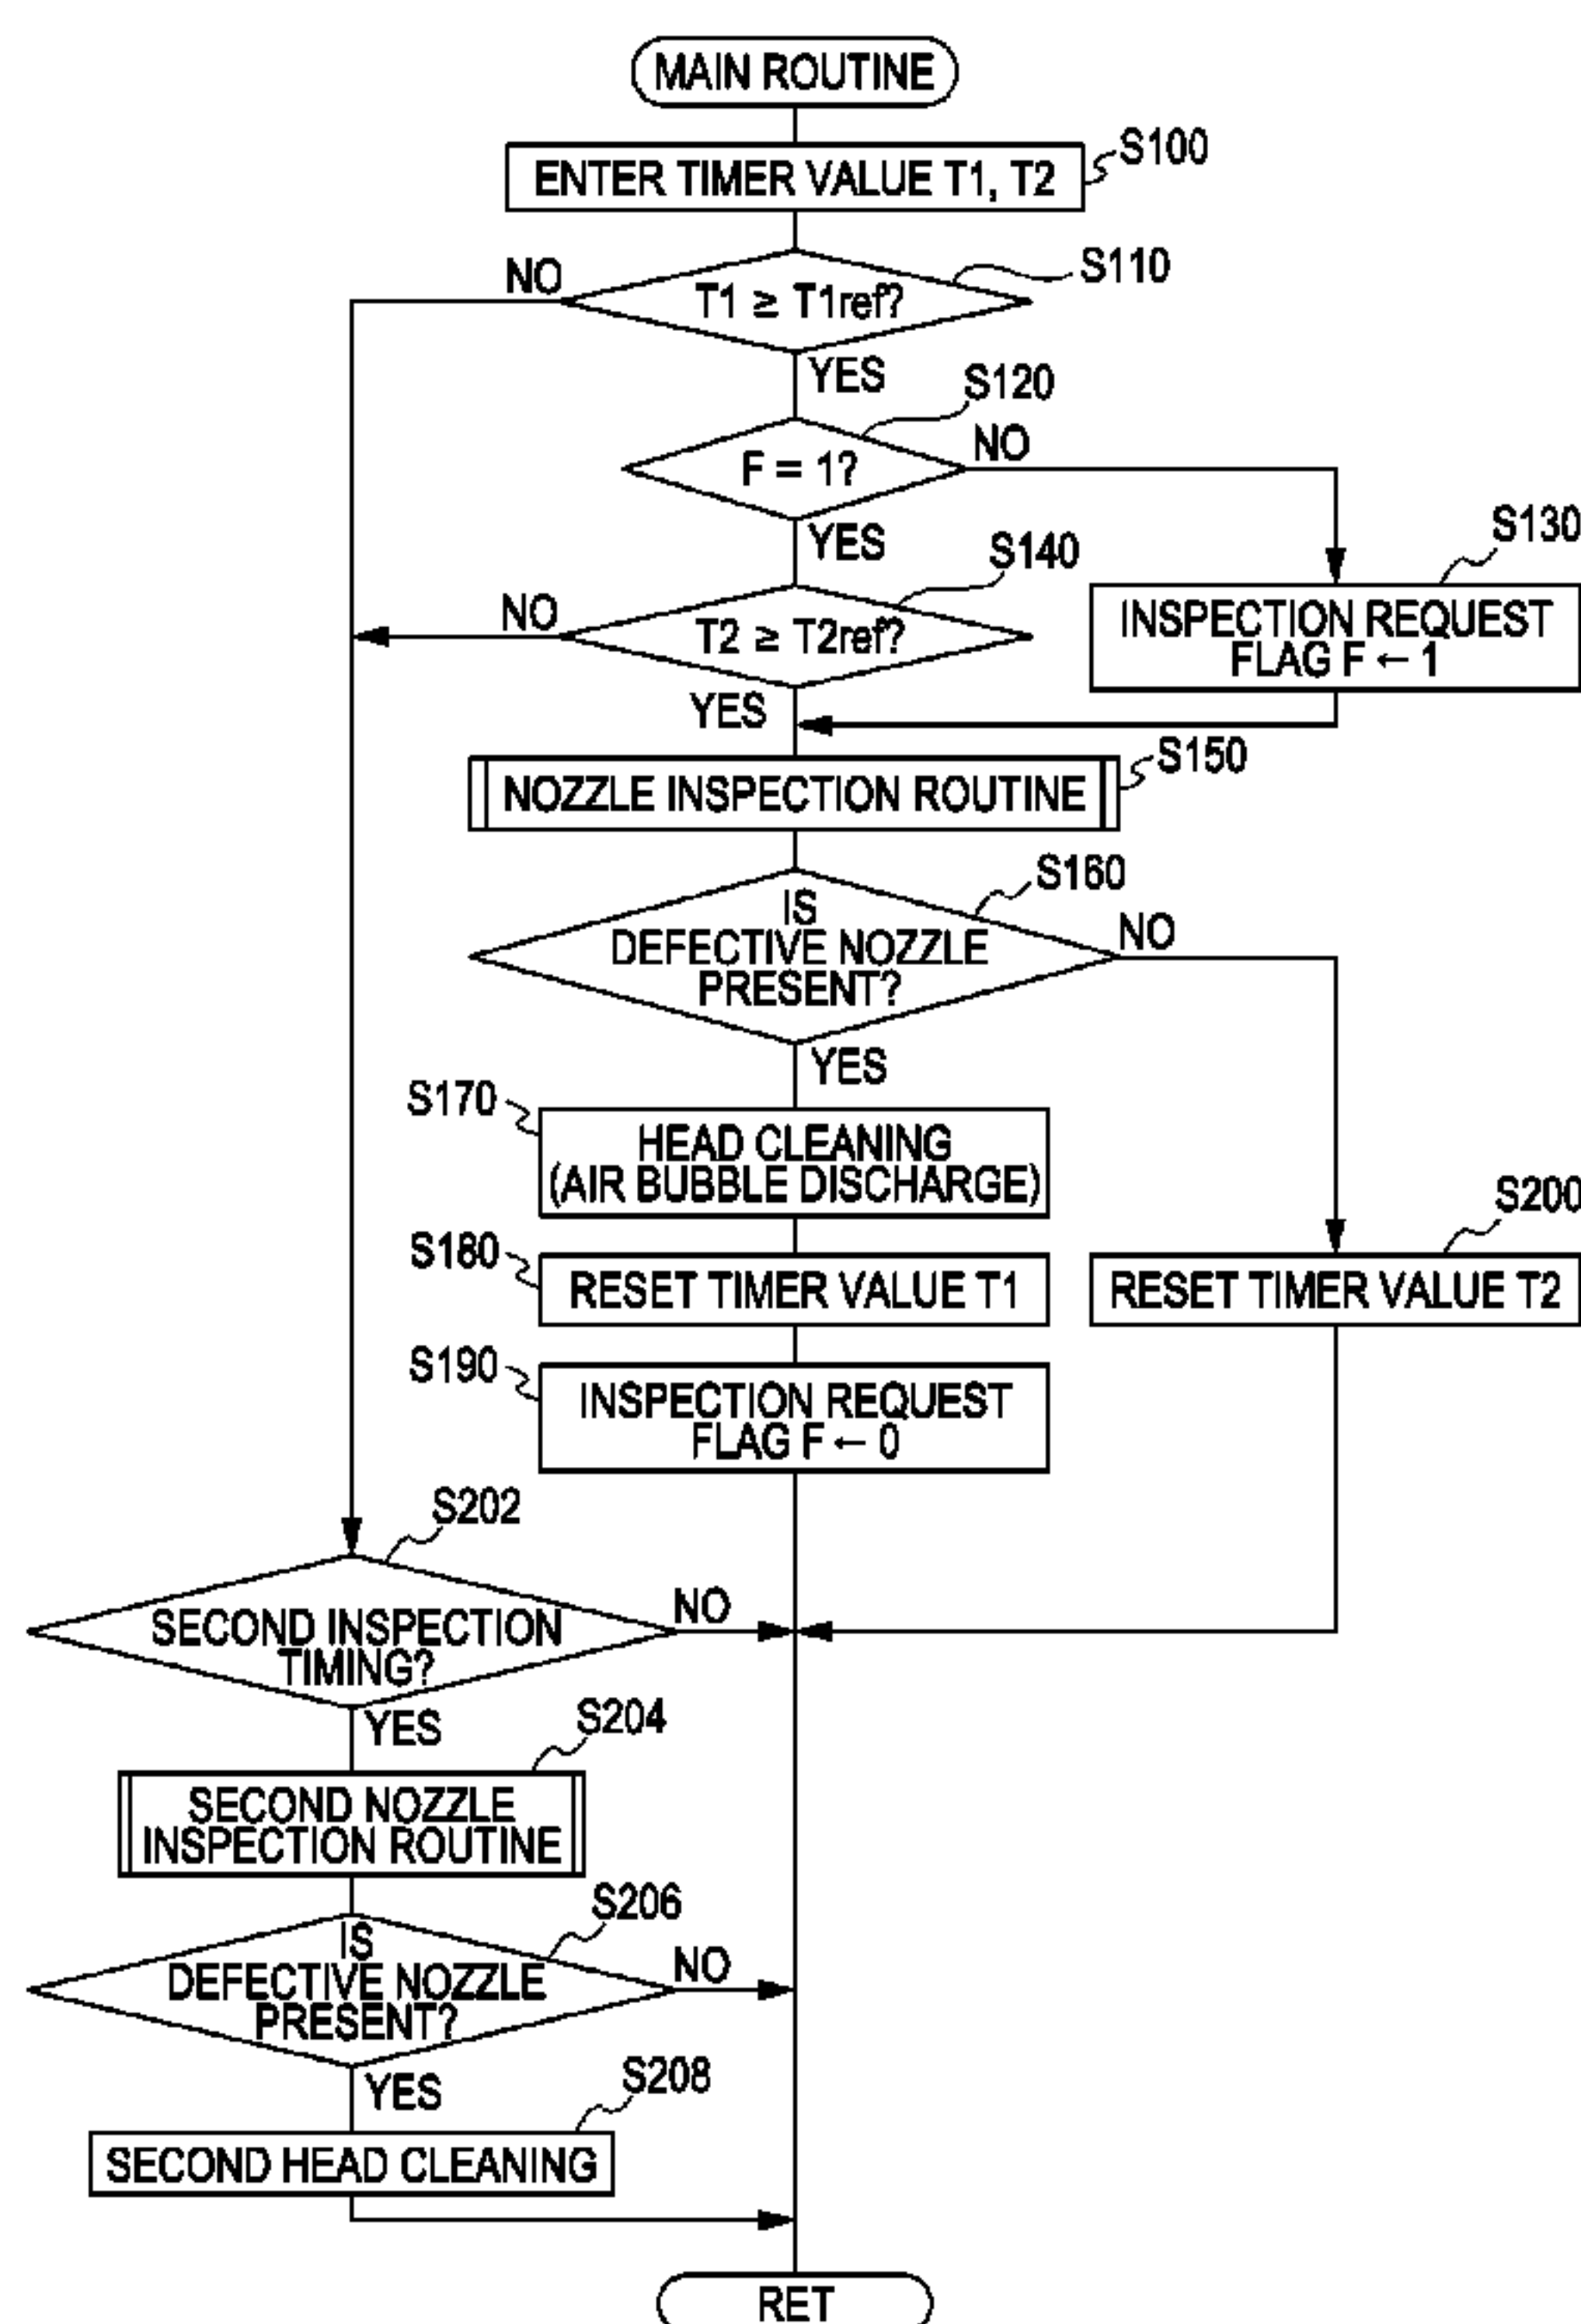 MAIN ROUTINE
S100
ENTER TIMER VALUE T1, T2
S110
NO
T1 ≥ T1ref?
YES
S120
NO
F = 1?
YES
S130
S140
NO
T2 ≥ T2ref?
INSPECTION REQUEST
FLAG F ← 1
YES
S150
NOZZLE INSPECTION ROUTINE
S160
IS
DEFECTIVE NOZZLE
PRESENT?
NO
YES
S170
HEAD CLEANING
(AIR BUBBLE DISCHARGE)
S180
RESET TIMER VALUE T1
S200
RESET TIMER VALUE T2
S190
INSPECTION REQUEST
FLAG F ← 0
S202
SECOND INSPECTION
TIMING?
NO
YES
S204
SECOND NOZZLE
INSPECTION ROUTINE
S206
IS
DEFECTIVE NOZZLE
PRESENT?
NO
YES
S208
SECOND HEAD CLEANING
RET